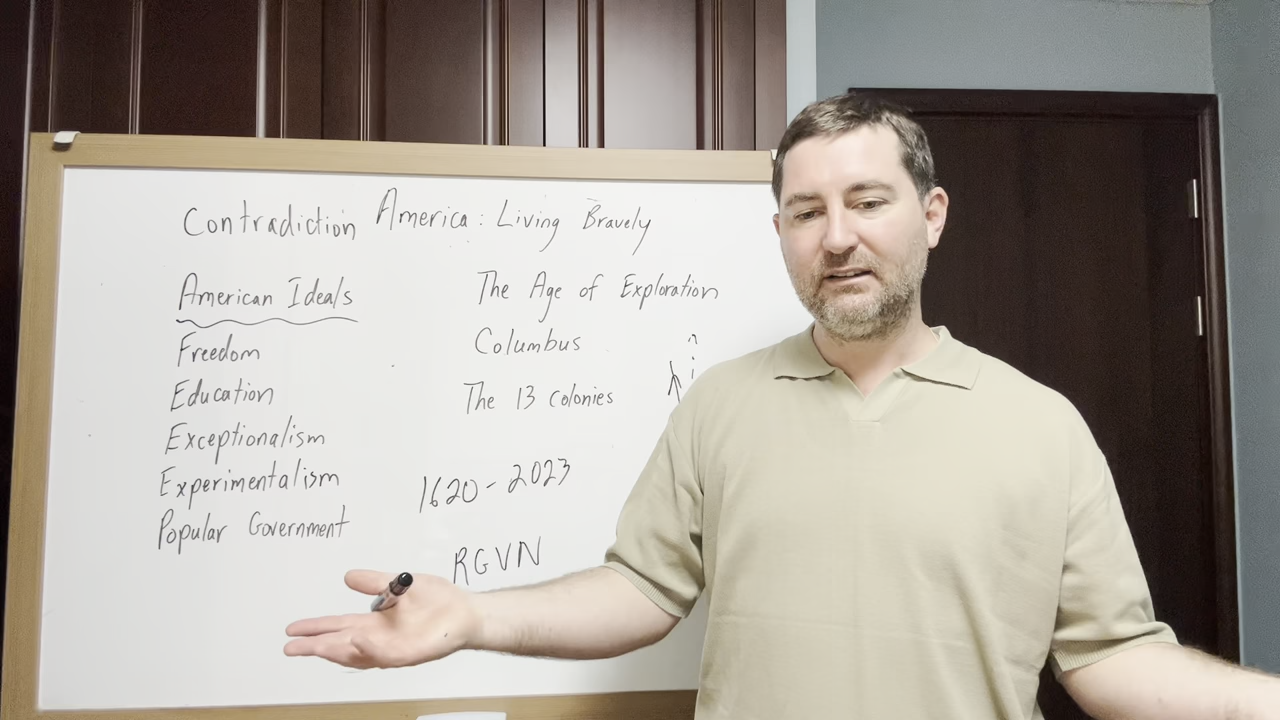 Contradiction America: Living Bravely
American Ideals
Freedom
Education
Exceptionalism
Experimentalism
Popular Government
The Age of Exploration
Columbus
The 13 colonies
1620-2023
RGVN